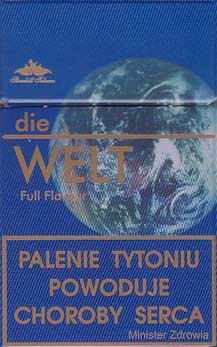 die
WELT
Full Flavour
PALENIE TYTONIU
POWODUJE
CHOROBY SERCA
Minister Zdrowia